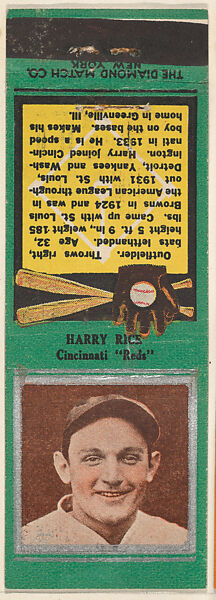 HARRY RICE
Cincinnati "Reds"
Outfielder. Throws right,
bats lefthanded. Age 32.
Height 5 ft. 9 in., weight 185
lbs. Came up with St. Louis
Browns in 1924 and was in
the American League through-
out 1931 with St. Louis,
Detroit, Yankees and Wash-
ington. Harry joined Cincin-
nati in 1933. He is a speed
boy on the bases. Makes his
home in Greenville, Ill.
THE DIAMOND MATCH CO.
NEW YORK